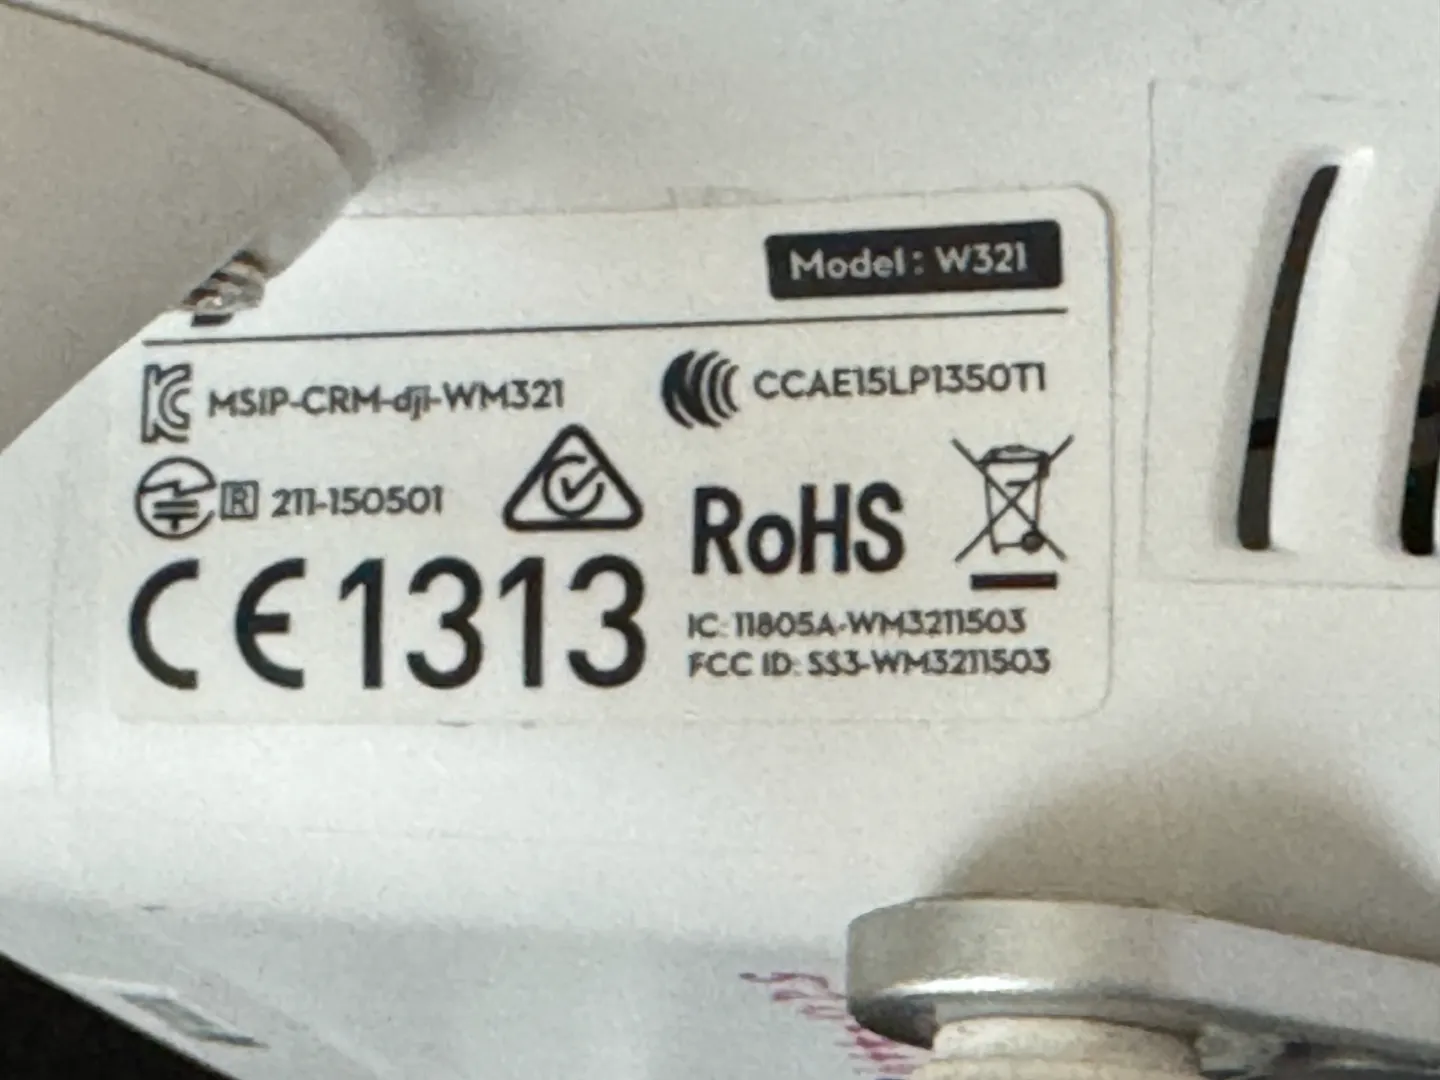 Model: W321
MSIP-CRM-dji-WM321
CCAE15LP1350T1
R 211-150501
RoHS
CE1313
IC: 11805A-WM3211503
FCC ID: SS3-WM3211503